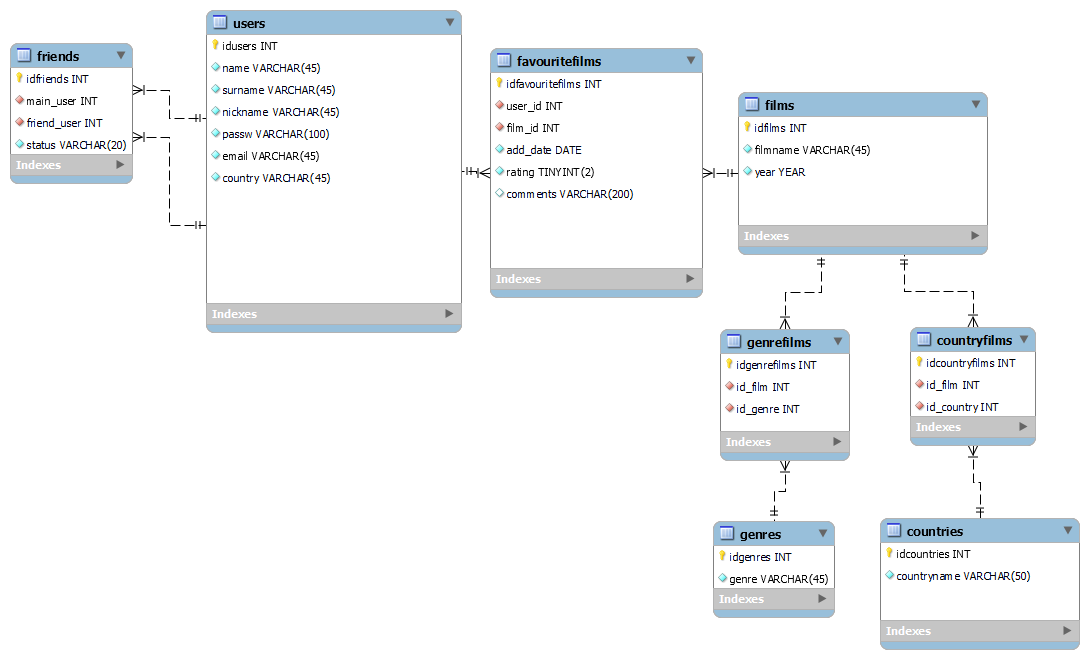 friends
idfriends INT
main_user INT
friend_user INT
status VARCHAR(20)
Indexes
users
idusers INT
name VARCHAR(45)
surname VARCHAR(45)
nickname VARCHAR(45)
passw VARCHAR(100)
email VARCHAR(45)
country VARCHAR(45)
Indexes
favouritefilms
idfavouritefilms INT
user_id INT
film_id INT
add_date DATE
rating TINYINT(2)
comments VARCHAR(200)
Indexes
films
idfilms INT
filmname VARCHAR(45)
year YEAR
Indexes
genrefilms
idgenrefilms INT
id_film INT
id_genre INT
Indexes
countryfilms
idcountryfilms INT
id_film INT
id_country INT
Indexes
genres
idgenres INT
genre VARCHAR(45)
Indexes
countries
idcountries INT
countryname VARCHAR(50)
Indexes